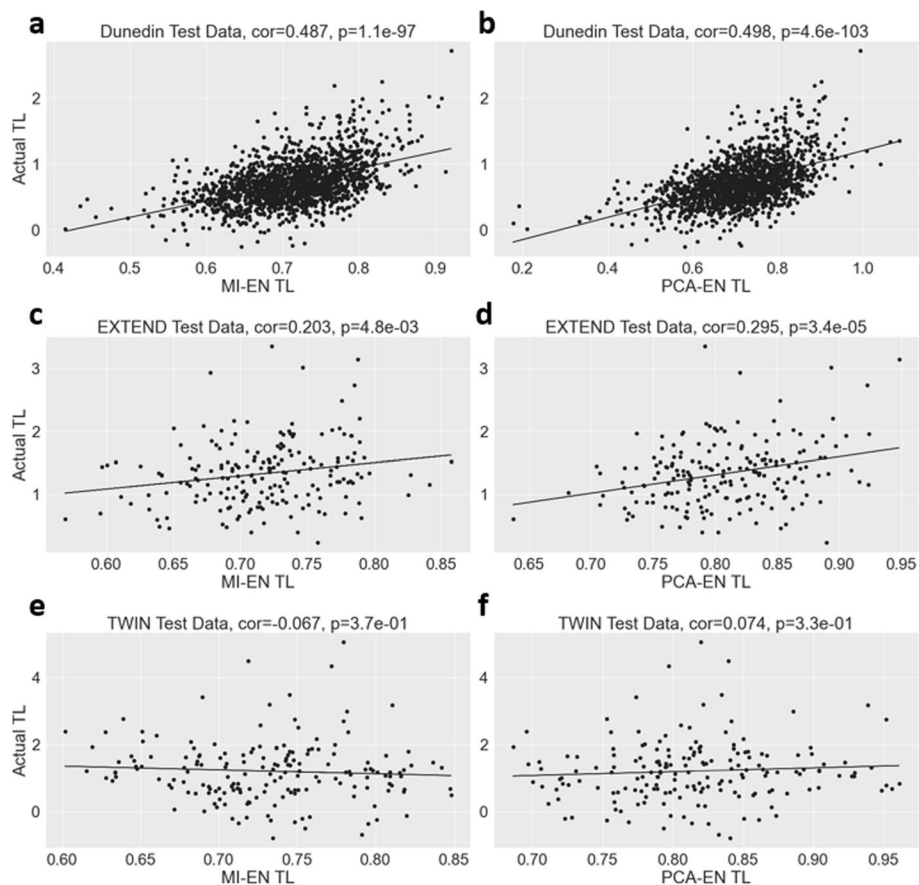 a Dunedin Test Data, cor=0.487, p=1.1e-97
Actual TL
2
1
0
0.4 0.5 0.6 0.7 0.8 0.9
MI-EN TL
b Dunedin Test Data, cor=0.498, p=4.6e-103
2
1
0
0.2 0.4 0.6 0.8 1.0
PCA-EN TL
c EXTEND Test Data, cor=0.203, p=4.8e-03
Actual TL
3
2
1
0.60 0.65 0.70 0.75 0.80 0.85
MI-EN TL
d EXTEND Test Data, cor=0.295, p=3.4e-05
3
2
1
0.65 0.70 0.75 0.80 0.85 0.90 0.95
PCA-EN TL
e TWIN Test Data, cor=-0.067, p=3.7e-01
Actual TL
4
2
0
0.60 0.65 0.70 0.75 0.80 0.85
MI-EN TL
f TWIN Test Data, cor=0.074, p=3.3e-01
4
2
0
0.70 0.75 0.80 0.85 0.90 0.95
PCA-EN TL